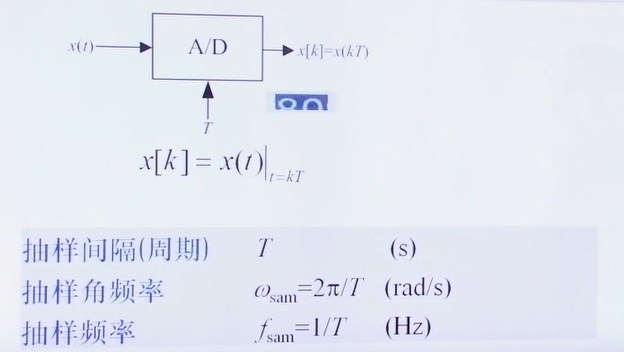 x(t) A/D x[k]=x(kT)
T
x[k] = x(t)|t=kT
抽样间隔(周期) T (s)
抽样角频率 ωsam=2π/T (rad/s)
抽样频率 fsam=1/T (Hz)